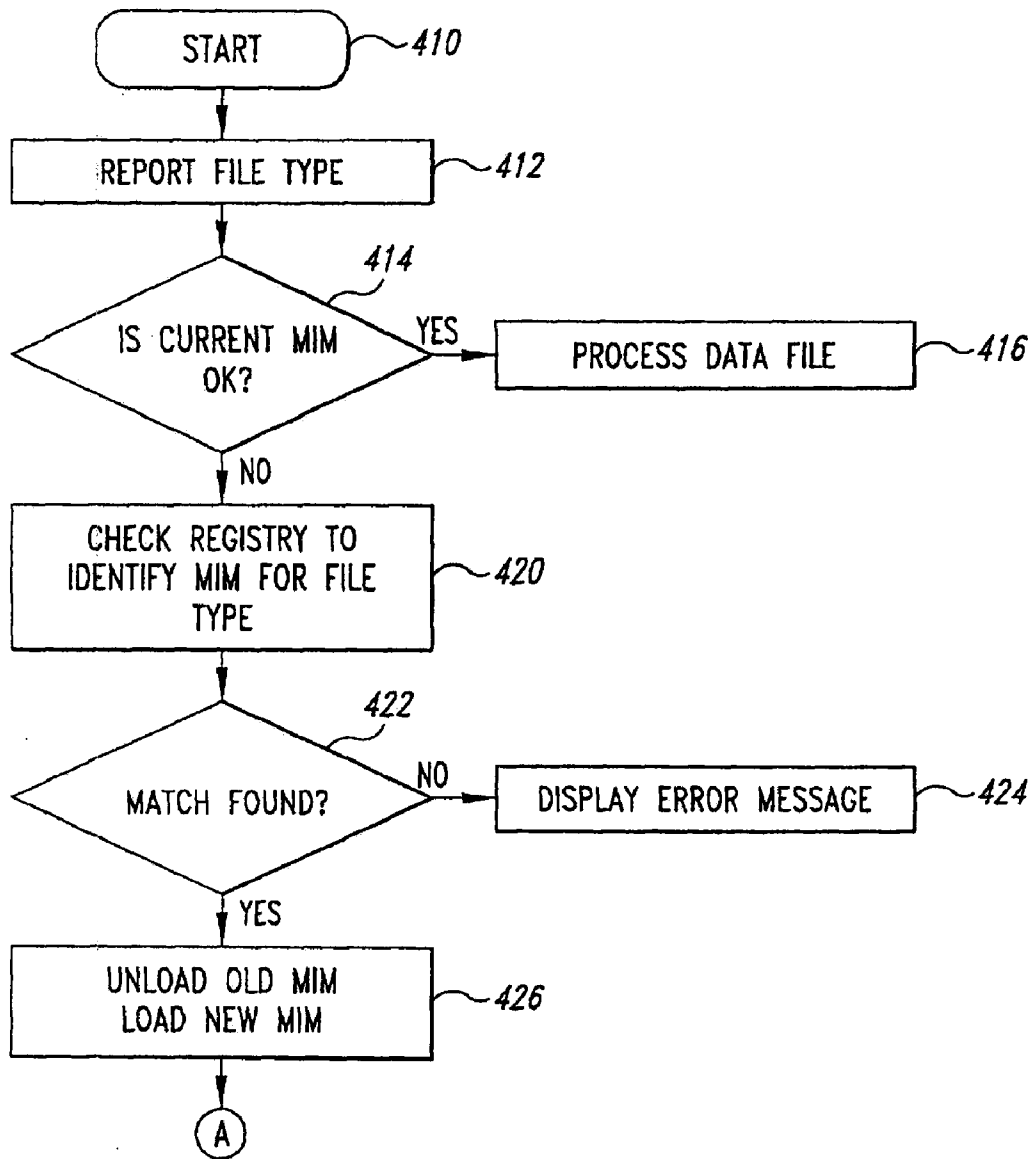 START
410
REPORT FILE TYPE
412
414
IS CURRENT MIM
OK?
YES
PROCESS DATA FILE
416
NO
CHECK REGISTRY TO
IDENTIFY MIM FOR FILE
TYPE
420
422
MATCH FOUND?
NO
DISPLAY ERROR MESSAGE
424
YES
UNLOAD OLD MIM
LOAD NEW MIM
426
A